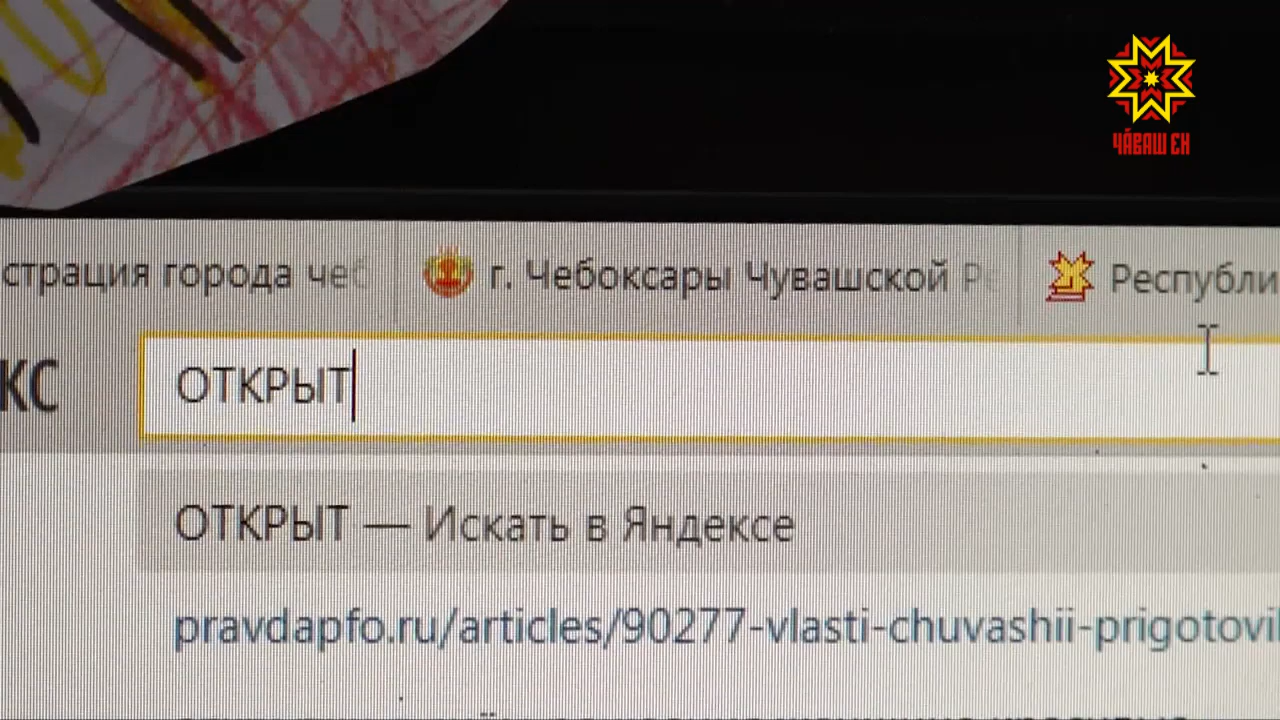 ЧӐВАШ ЕН
страция города че
г. Чебоксары Чувашской Р
Республи
КС
ОТКРЫТ
ОТКРЫТ — Искать в Яндексе
pravdapfo.ru/articles/90277-vlasti-chuvashii-prigotovil